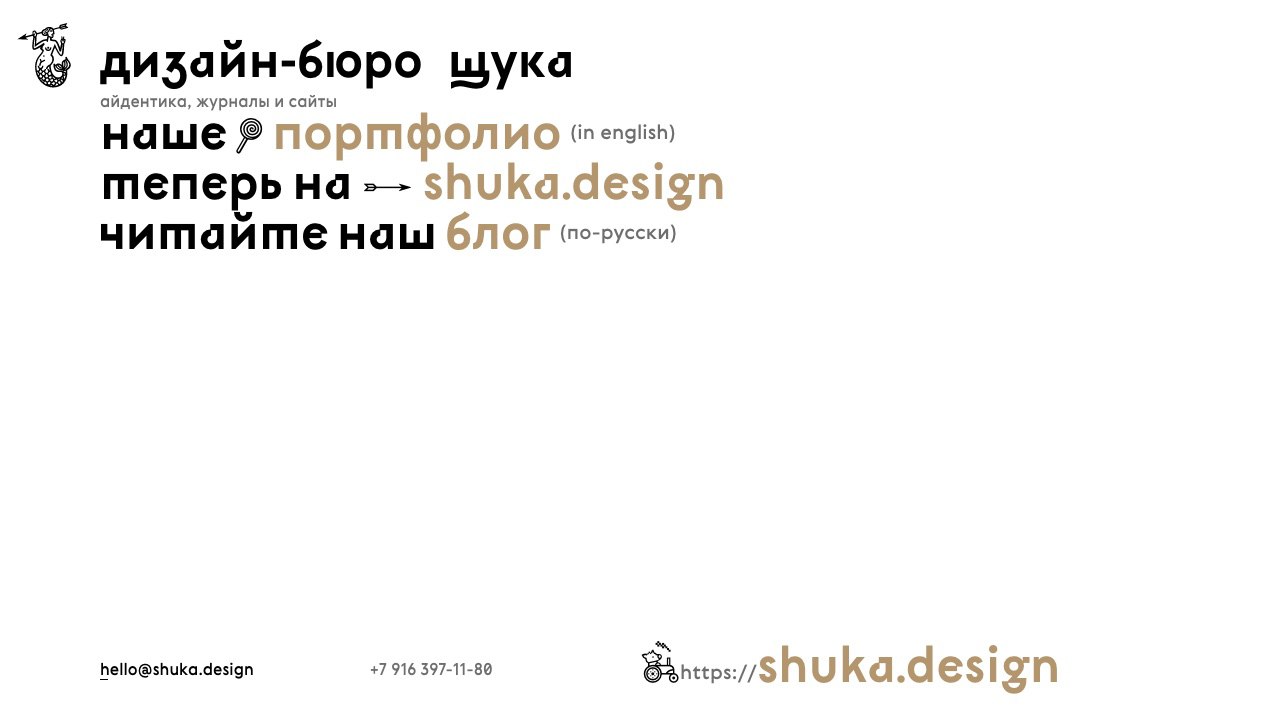 дизайн-бюро щука
айдентика, журналы и сайты
наше портфолио (in english)
теперь на shuka.design
читайте наш блог (по-русски)
hello@shuka.design +7 916 397-11-80 https://shuka.design